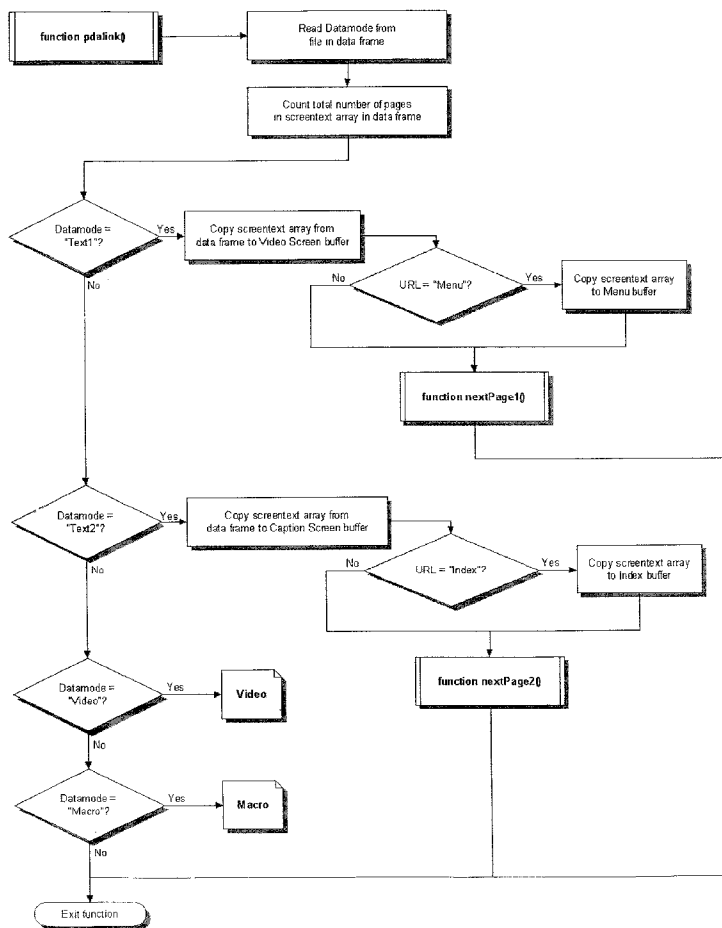 function pdalink()
Read Datamode from
file in data frame
Count total number of pages
in screentext array in data frame
Datamode =
"Text1"?
Yes
No
Copy screentext array from
data frame to Video Screen buffer
URL = "Menu"?
No
Yes
Copy screentext array
to Menu buffer
function nextPage1()
Datamode =
"Text2"?
Yes
No
Copy screentext array from
data frame to Caption Screen buffer
URL = "Index"?
No
Yes
Copy screentext array
to Index buffer
function nextPage2()
Datamode =
"Video"?
Yes
No
Video
Datamode =
"Macro"?
Yes
No
Macro
Exit function